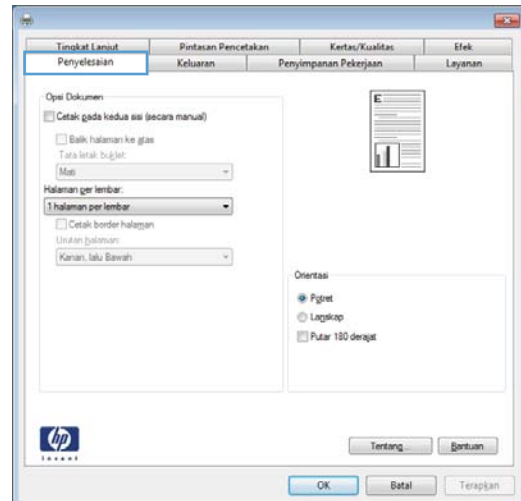 Tingkat Lanjut Pintasan Pencetakan Kertas/Kualitas Efek
Penyelesaian Keluaran Penyimpanan Pekerjaan Layanan
Opsi Dokumen
Cetak pada kedua sisi (secara manual)
Balik halaman ke atas
Tata letak buklet:
Mati
Halaman per lembar:
1 halaman per lembar
Cetak border halaman
Urutan halaman:
Kanan, lalu Bawah
E
Orientasi
Potret
Lanskap
Putar 180 derajat
hp
invent
Tentang... Bantuan
OK Batal Terapkan